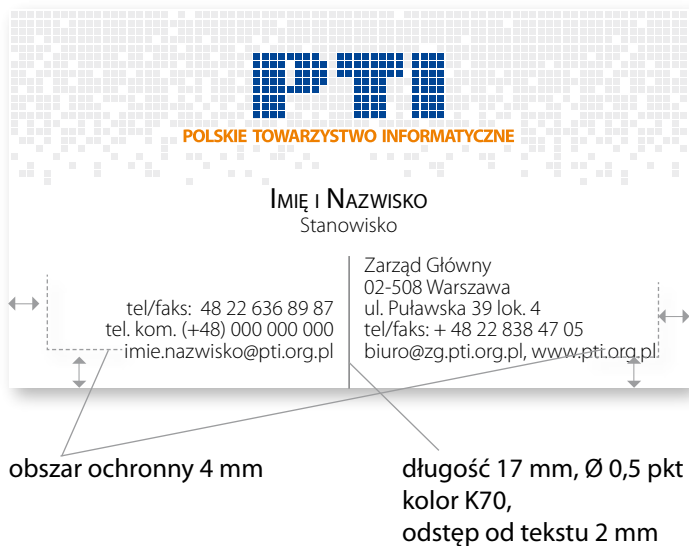 PTI
POLSKIE TOWARZYSTWO INFORMATYCZNE
IMIĘ I NAZWISKO
Stanowisko
tel/faks: 48 22 636 89 87
tel. kom. (+48) 000 000 000
imie.nazwisko@pti.org.pl
Zarząd Główny
02-508 Warszawa
ul. Puławska 39 lok. 4
tel/faks: + 48 22 838 47 05
biuro@zg.pti.org.pl, www.pti.org.pl
obszar ochronny 4 mm
długość 17 mm, Ø 0,5 pkt
kolor K70,
odstęp od tekstu 2 mm